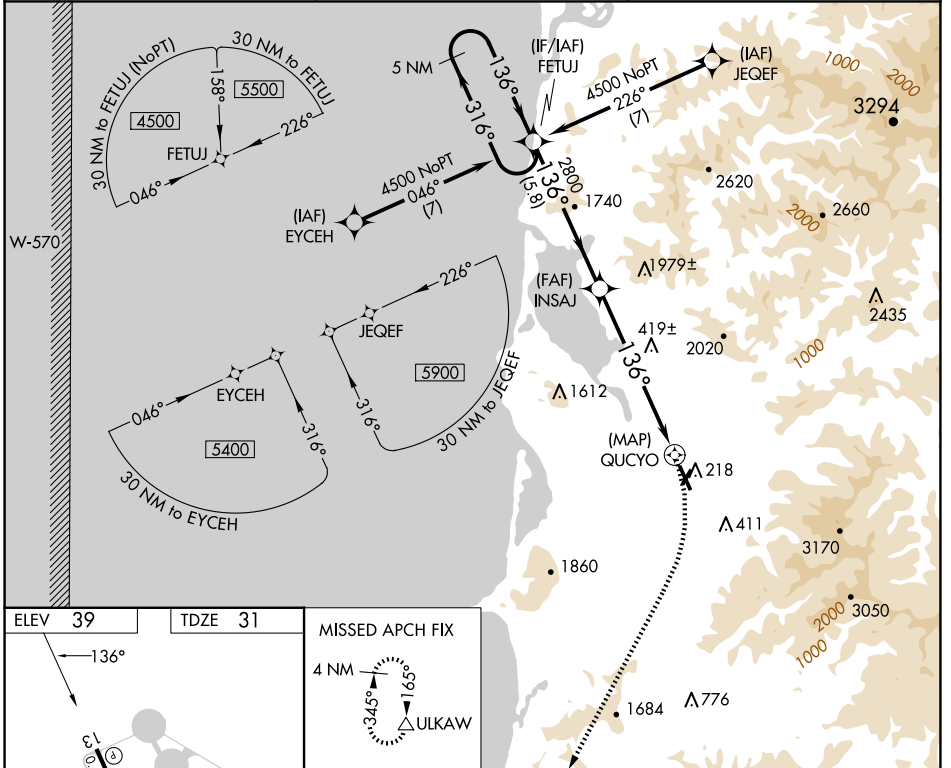 30 NM to FETUJ (NoPT)
30 NM to FETUJ
158°
4500
5500
226°
FETUJ
046°
W-570
5 NM
136°
316°
(IF/IAF)
FETUJ
4500 NoPT
226°
(7)
(IAF)
JEQEF
1000
2000
3294
4500 NoPT
046°
(7)
(IAF)
EYCEH
2800
136°
(5.8)
1740
2620
2660
2000
(FAF)
INSAJ
1979±
2435
419±
2020
1000
136°
1612
226°
JEQEF
5900
316°
30 NM to JEQEF
EYCEH
046°
316°
5400
30 NM to EYCEH
(MAP)
QUCYO
218
411
3170
1860
3050
2000
1000
776
1684
ELEV 39
TDZE 31
136°
13
P
MISSED APCH FIX
4 NM
345°
165°
ULKAW